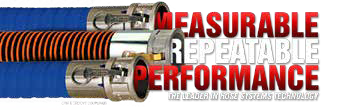 MEASURABLE
REPEATABLE
PERFORMANCE
THE LEADER IN HOSE SYSTEMS TECHNOLOGY